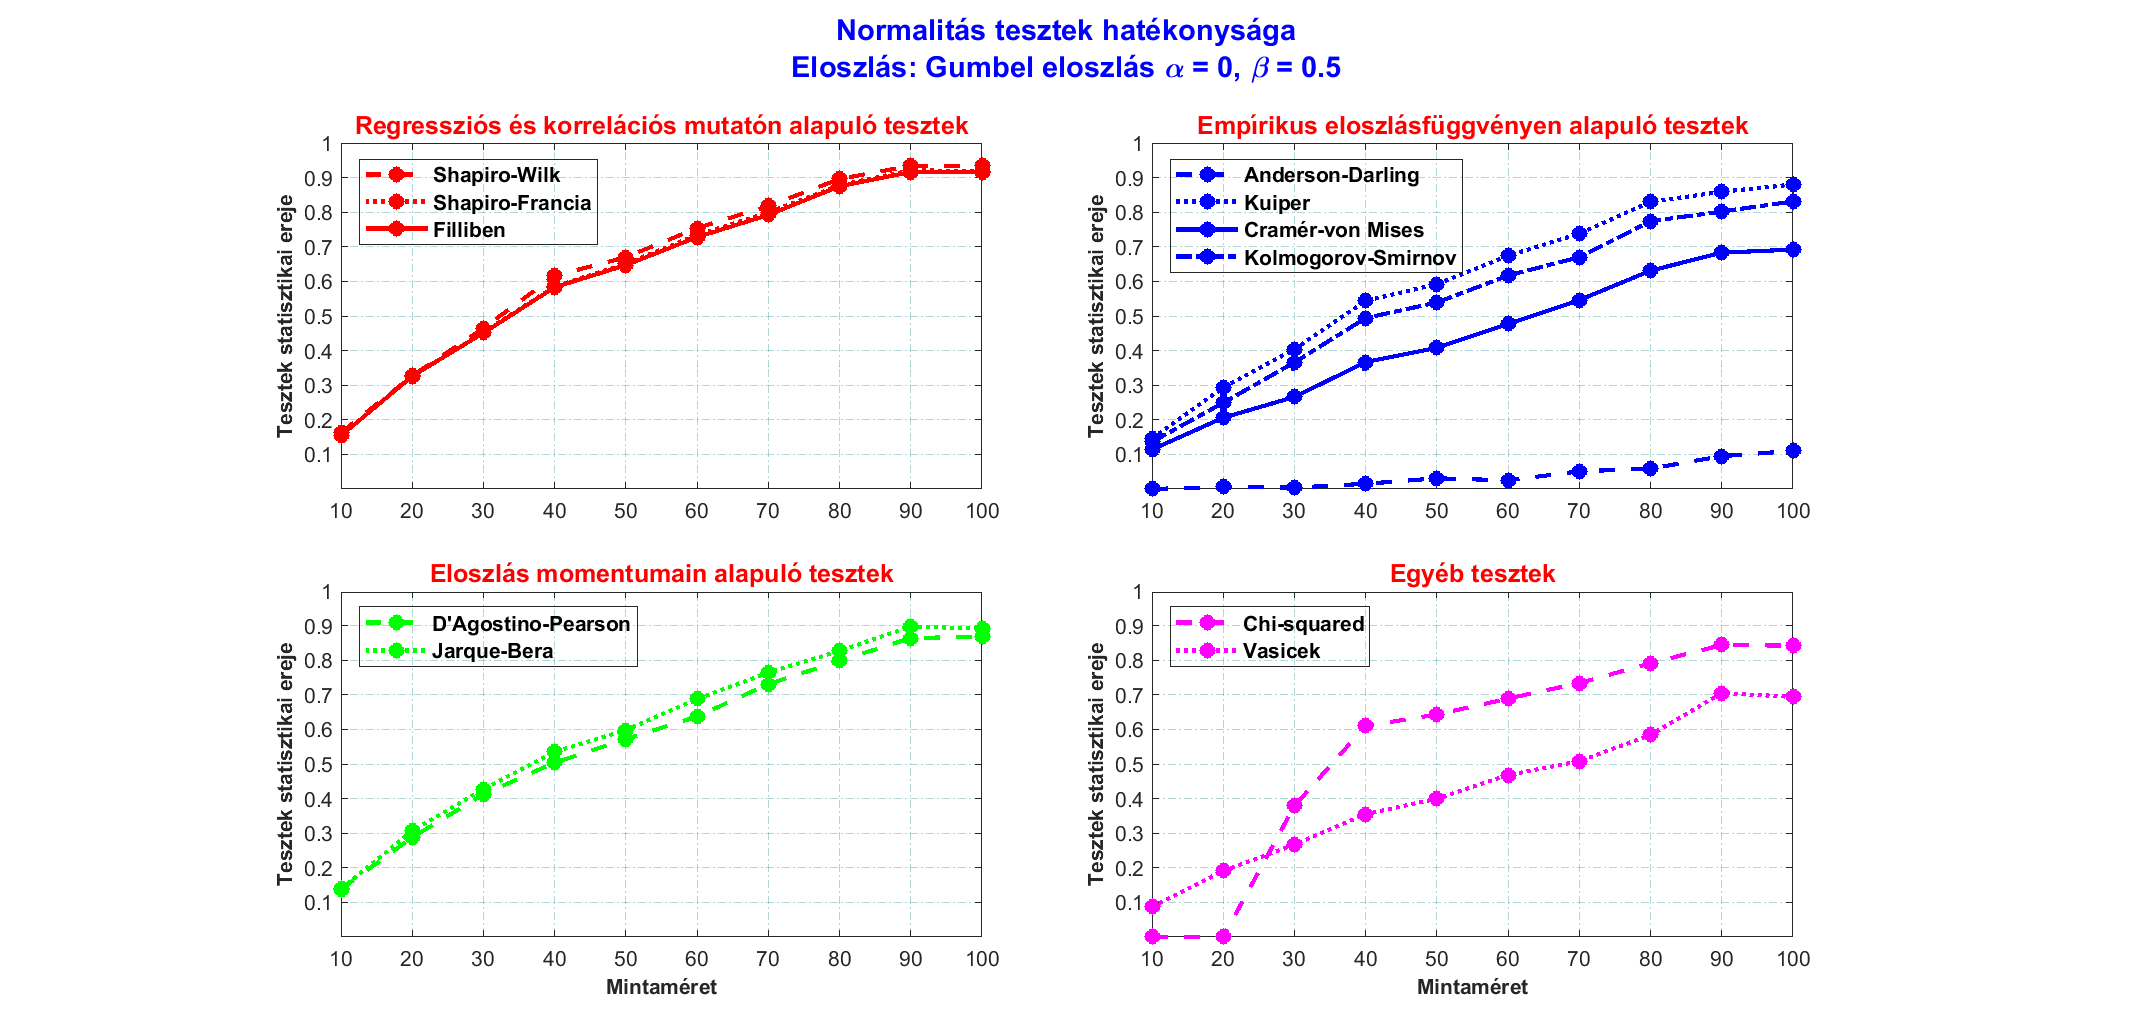 Normalitás tesztek hatékonysága
Eloszlás: Gumbel eloszlás α = 0, β = 0.5
Regressziós és korrelációs mutatón alapuló tesztek
Tesztek statisztikai ereje
1
0.9
0.8
0.7
0.6
0.5
0.4
0.3
0.2
0.1
Shapiro-Wilk
Shapiro-Francia
Filliben
10 20 30 40 50 60 70 80 90 100
Empírikus eloszlásfüggvényen alapuló tesztek
Tesztek statisztikai ereje
1
0.9
0.8
0.7
0.6
0.5
0.4
0.3
0.2
0.1
Anderson-Darling
Kuiper
Cramér-von Mises
Kolmogorov-Smirnov
10 20 30 40 50 60 70 80 90 100
Eloszlás momentumain alapuló tesztek
Tesztek statisztikai ereje
1
0.9
0.8
0.7
0.6
0.5
0.4
0.3
0.2
0.1
D'Agostino-Pearson
Jarque-Bera
10 20 30 40 50 60 70 80 90 100
Mintaméret
Egyéb tesztek
Tesztek statisztikai ereje
1
0.9
0.8
0.7
0.6
0.5
0.4
0.3
0.2
0.1
Chi-squared
Vasicek
10 20 30 40 50 60 70 80 90 100
Mintaméret